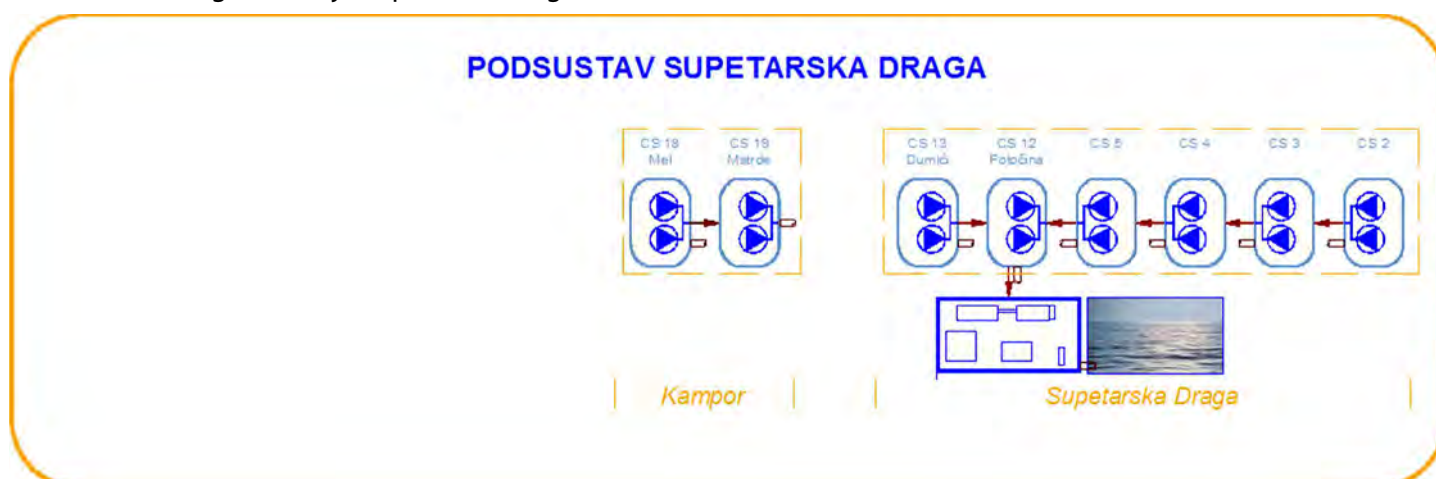 PODSUSTAV SUPETARSKA DRAGA
CS 18
Mel
CS 19
Matrde
CS 13
Dumići
CS 12
CS 5
CS 4
CS 3
CS 2
Kampor
Supetarska Draga